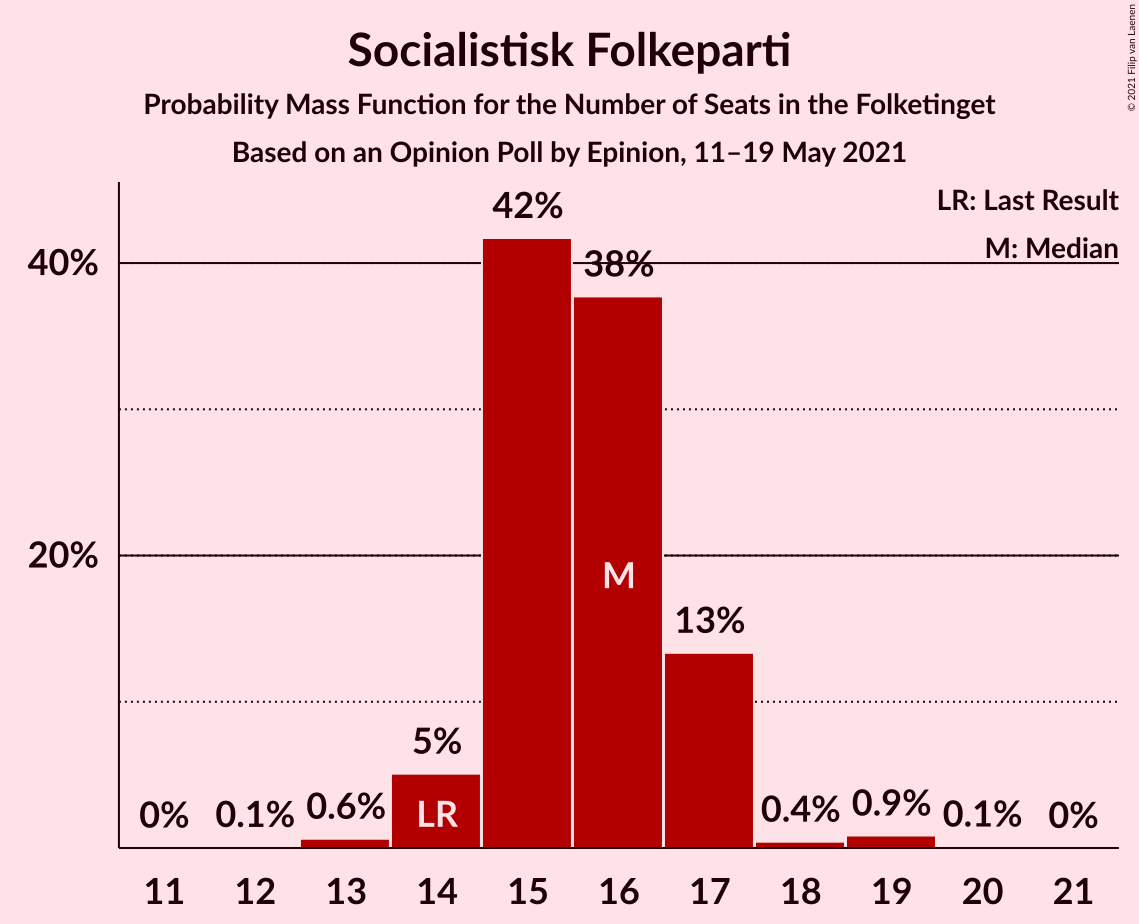 Socialistisk Folkeparti
Probability Mass Function for the Number of Seats in the Folketinget
Based on an Opinion Poll by Epinion, 11–19 May 2021
© 2021 Filip van Laenen
LR: Last Result
M: Median
40%
20%
0%
0.1%
0.6%
5%
42%
38%
13%
0.4%
0.9%
0.1%
0%
LR
M
11 12 13 14 15 16 17 18 19 20 21